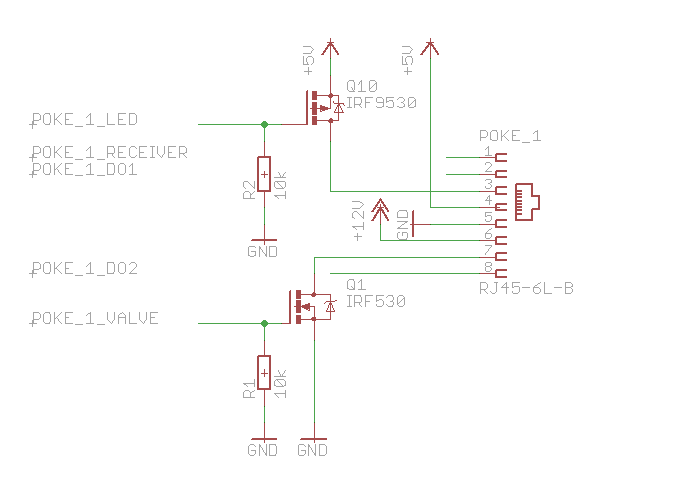 +5V
+5V
Q10
IRF9530
POKE_1_LED
POKE_1
POKE_1_RECEIVER
1
POKE_1_DO1
2
R2
10k
3
4
+12V
GND
5
GND
6
7
POKE_1_DO2
8
Q1
RJ45-6L-B
IRF530
POKE_1_VALVE
R1
10k
GND
GND